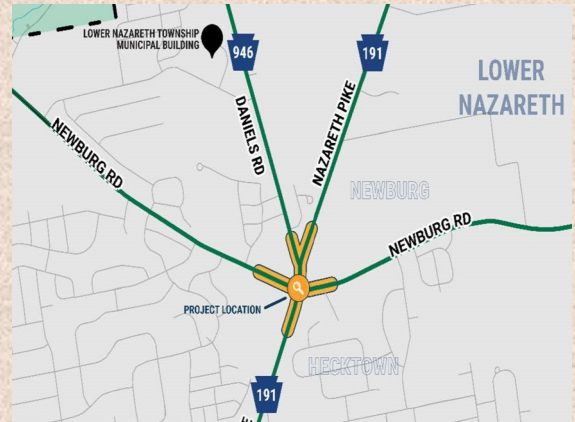 LOWER NAZARETH TOWNSHIP
MUNICIPAL BUILDING
946
191
LOWER
NAZARETH
DANIELS RD
NAZARETH PIKE
NEWBURG RD
NEWBURG
NEWBURG RD
PROJECT LOCATION
HECKTOWN
191